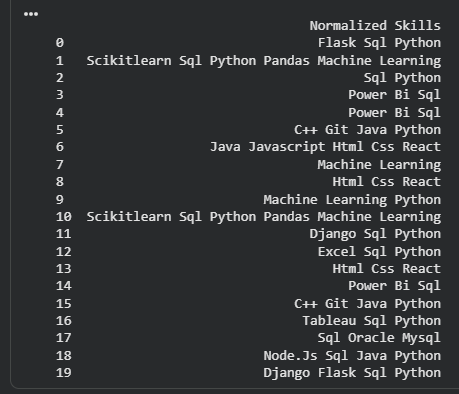 ...
Normalized Skills
0 Flask Sql Python
1 Scikitlearn Sql Python Pandas Machine Learning
2 Sql Python
3 Power Bi Sql
4 Power Bi Sql
5 C++ Git Java Python
6 Java Javascript Html Css React
7 Machine Learning
8 Html Css React
9 Machine Learning Python
10 Scikitlearn Sql Python Pandas Machine Learning
11 Django Sql Python
12 Excel Sql Python
13 Html Css React
14 Power Bi Sql
15 C++ Git Java Python
16 Tableau Sql Python
17 Sql Oracle Mysql
18 Node.Js Sql Java Python
19 Django Flask Sql Python